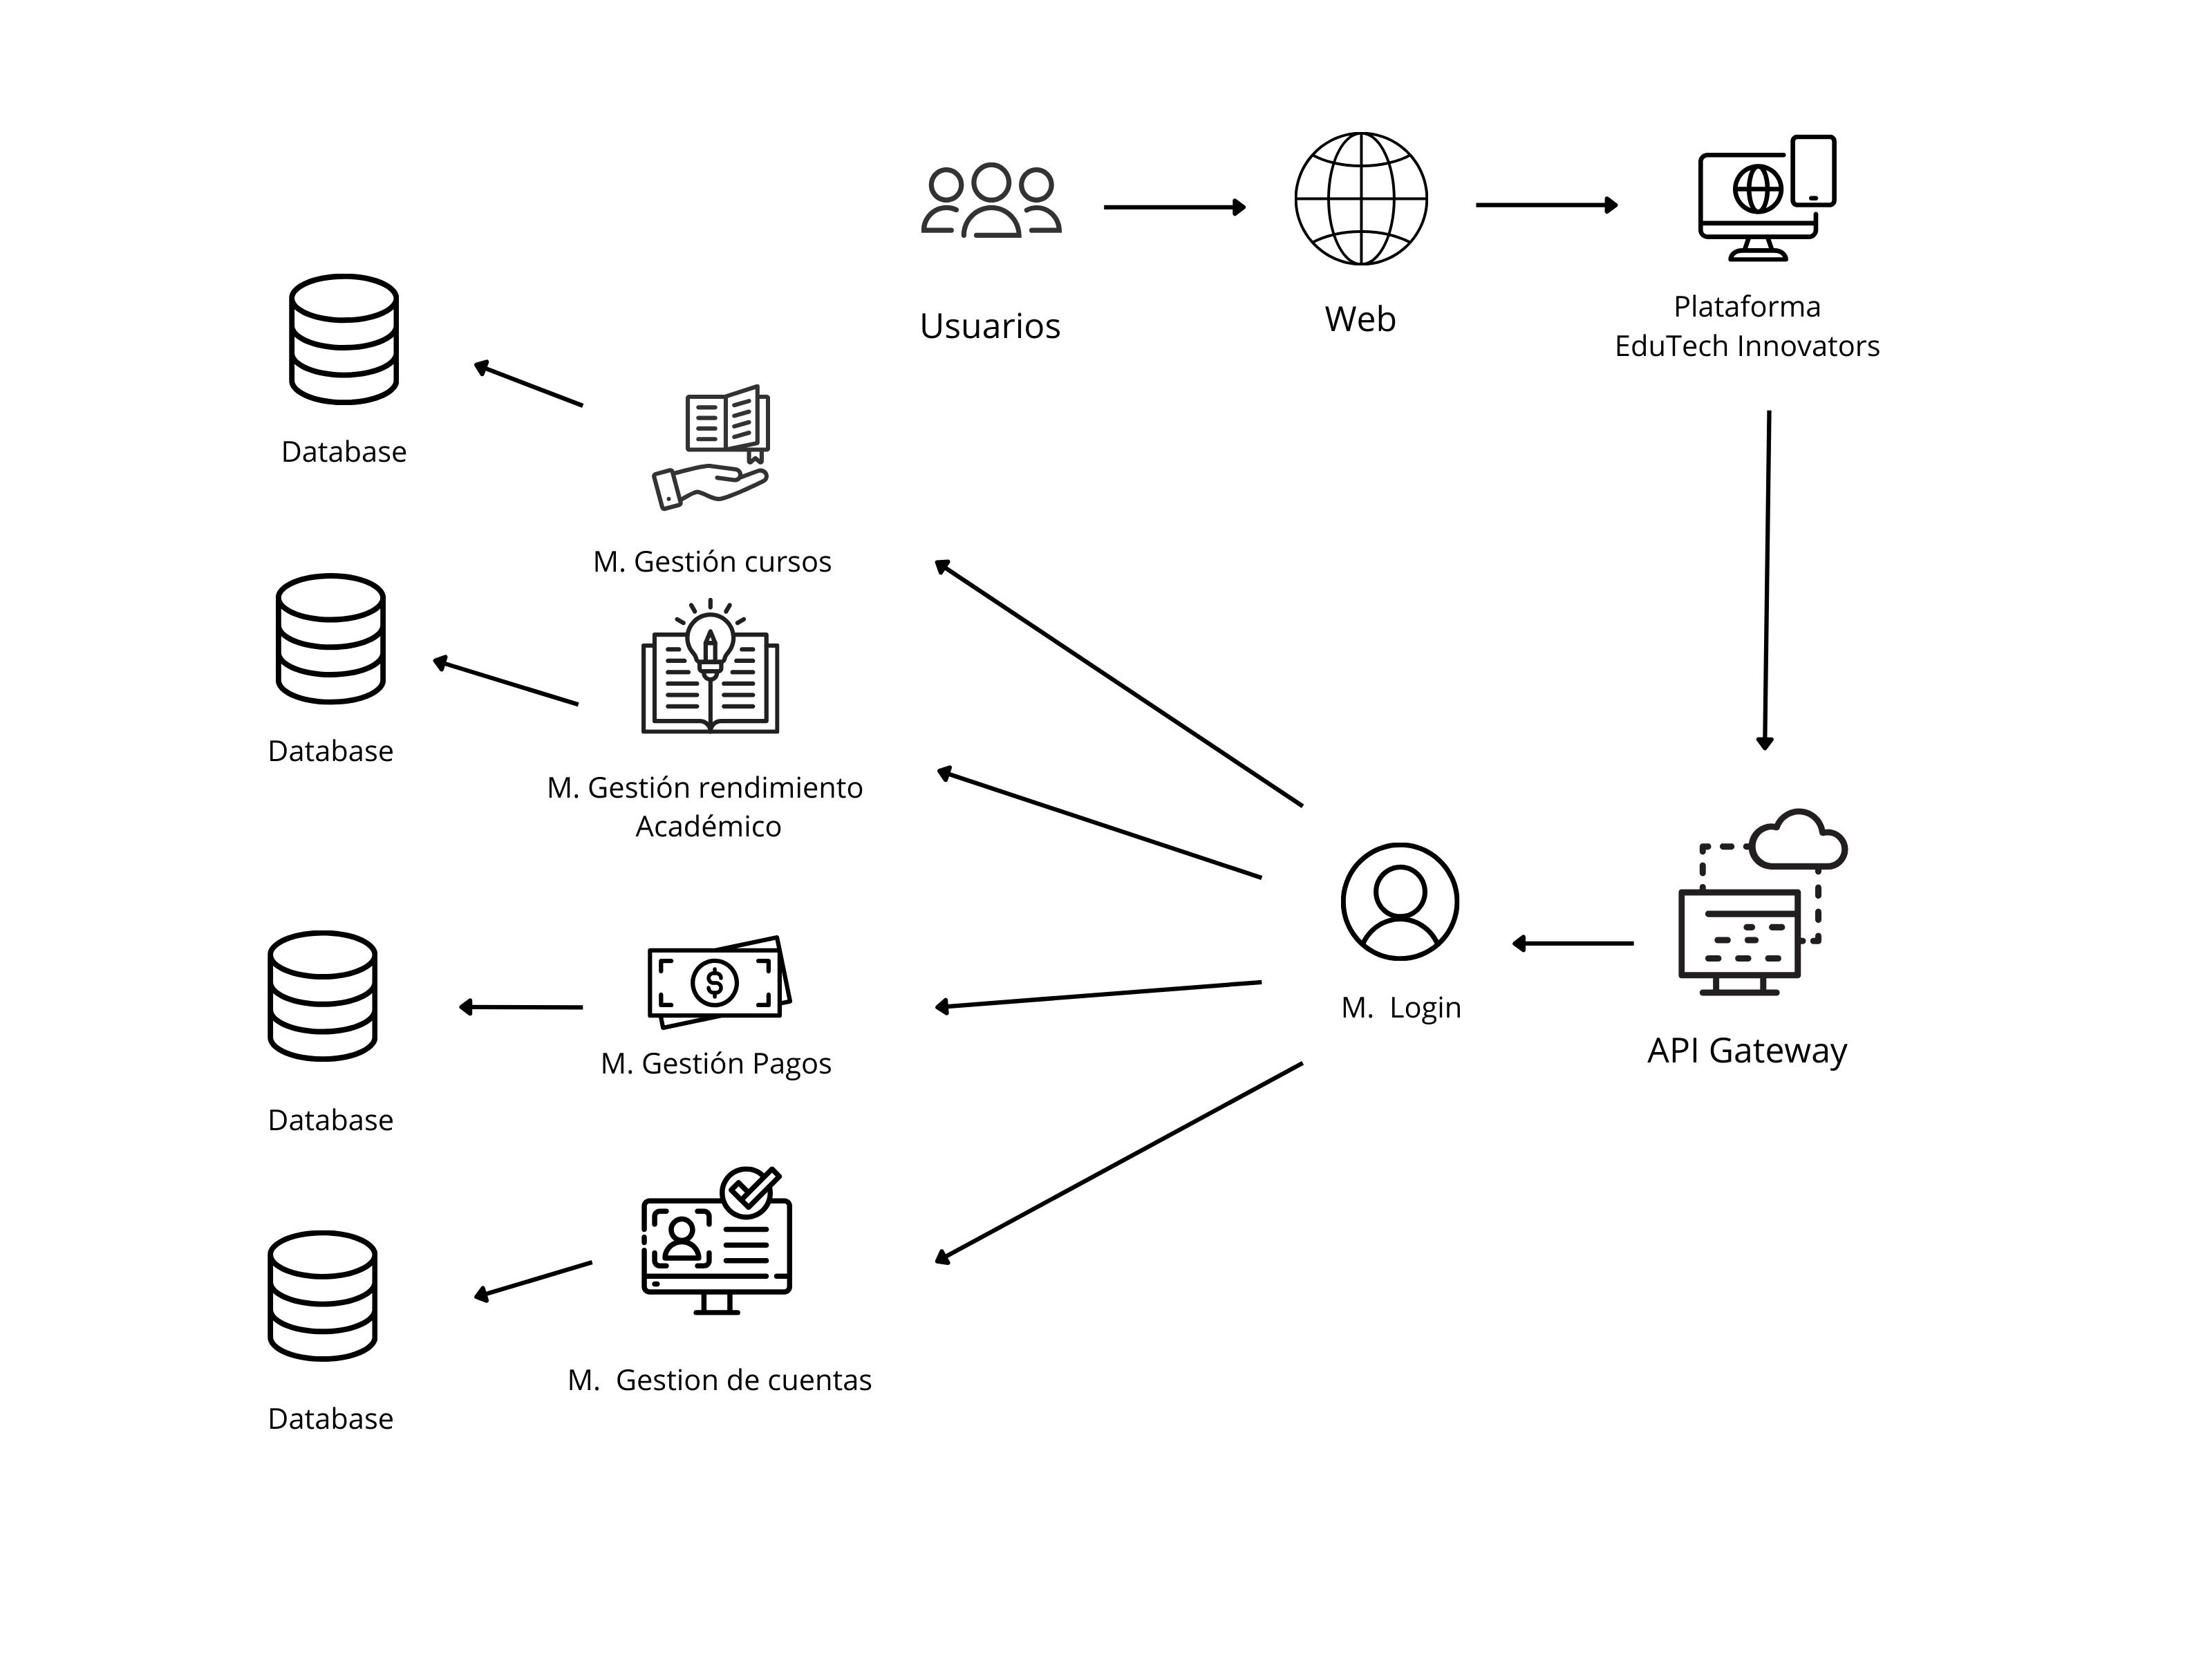 Usuarios
Web
Plataforma
EduTech Innovators
Database
M. Gestión cursos
Database
M. Gestión rendimiento
Académico
M. Login
API Gateway
M. Gestión Pagos
Database
M. Gestion de cuentas
Database